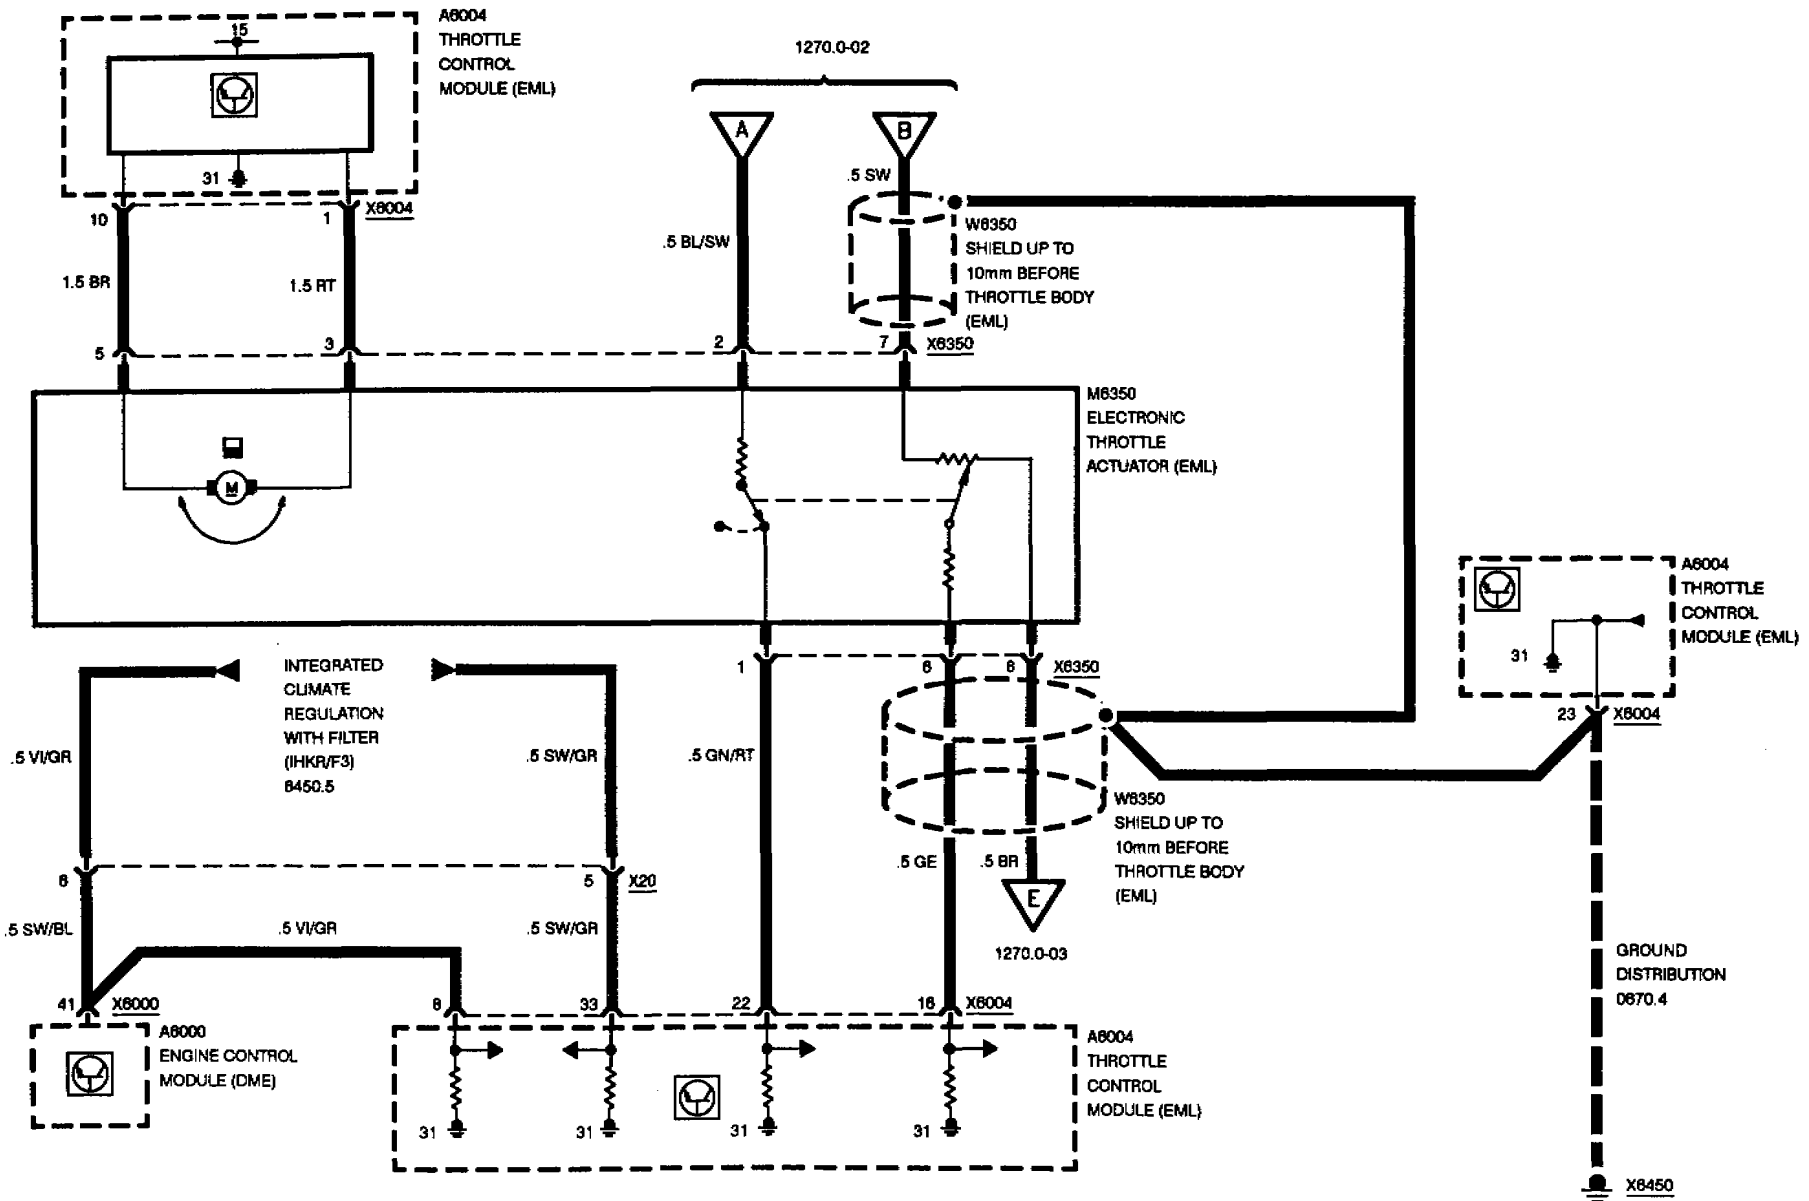 A6004
THROTTLE
CONTROL
MODULE (EML)
15
31
10
1
X6004
1.5 BR
1.5 RT
1270.0-02
A
B
.5 SW
.5 BL/SW
W6350
SHIELD UP TO
10mm BEFORE
THROTTLE BODY
(EML)
5
3
2
7
X6350
M6350
ELECTRONIC
THROTTLE
ACTUATOR (EML)
M
A6004
THROTTLE
CONTROL
MODULE (EML)
31
23
X6004
INTEGRATED
CLIMATE
REGULATION
WITH FILTER
(IHKR/F3)
6450.5
1
6
8
X6350
.5 VI/GR
.5 SW/GR
.5 GN/RT
W6350
SHIELD UP TO
10mm BEFORE
THROTTLE BODY
(EML)
.5 GE
.5 BR
E
1270.0-03
6
5
X20
.5 SW/BL
.5 VI/GR
.5 SW/GR
GROUND
DISTRIBUTION
0670.4
41
X6000
8
33
22
16
X6004
A6000
ENGINE CONTROL
MODULE (DME)
A6004
THROTTLE
CONTROL
MODULE (EML)
31
31
31
31
X6450